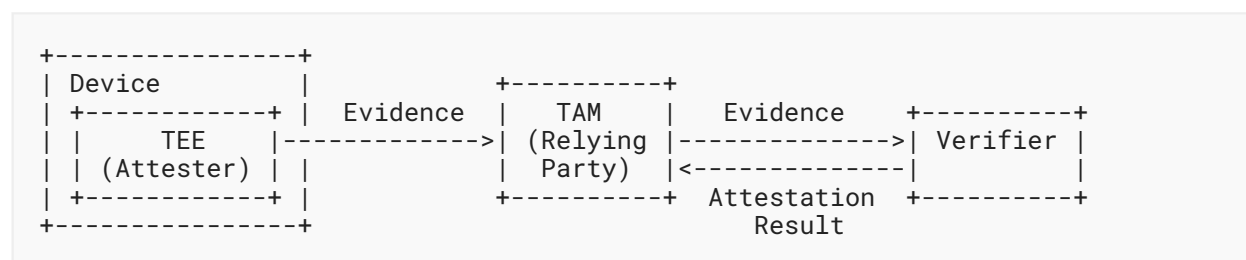 +----------------+
| Device         |            +----------+
| +------------+ |  Evidence  |   TAM    |   Evidence    +----------+
| |     TEE    |------------->| (Relying |-------------->| Verifier |
| | (Attester) | |            |  Party)  |<--------------|          |
| +------------+ |            +----------+  Attestation  +----------+
+----------------+                             Result